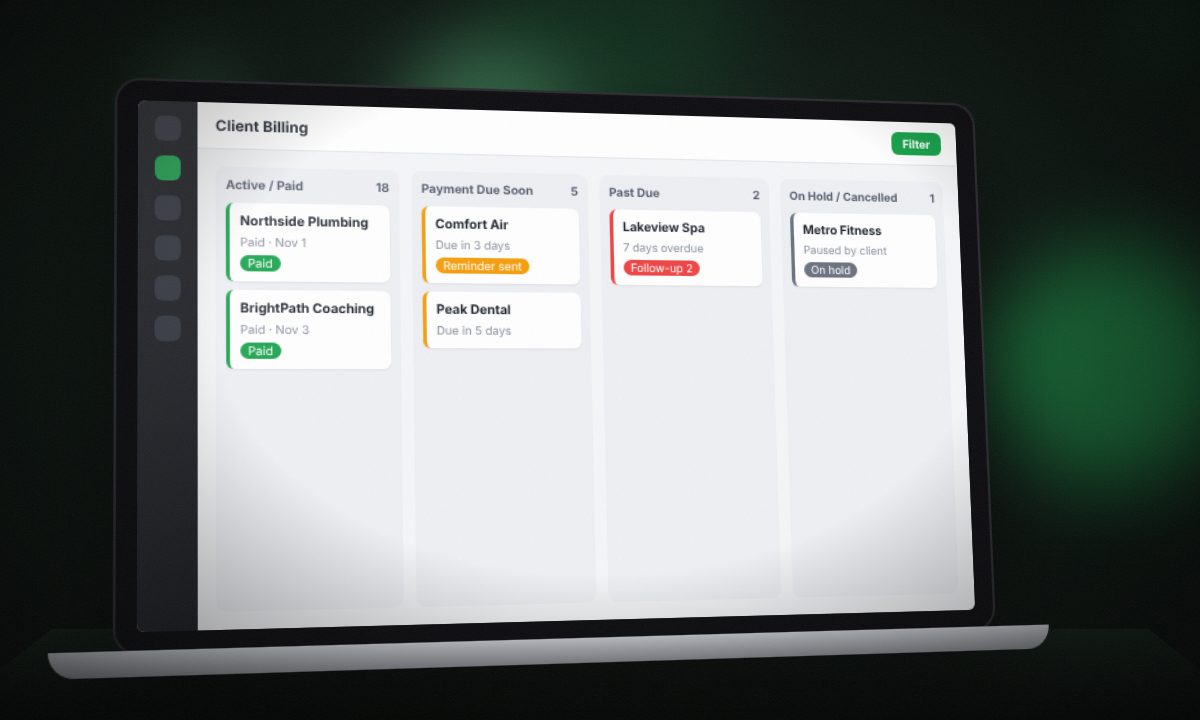 Client Billing
Filter
Active / Paid 18
Northside Plumbing
Paid · Nov 1
Paid
BrightPath Coaching
Paid · Nov 3
Paid
Payment Due Soon 5
Comfort Air
Due in 3 days
Reminder sent
Peak Dental
Due in 5 days
Past Due 2
Lakeview Spa
7 days overdue
Follow-up 2
On Hold / Cancelled 1
Metro Fitness
Paused by client
On hold